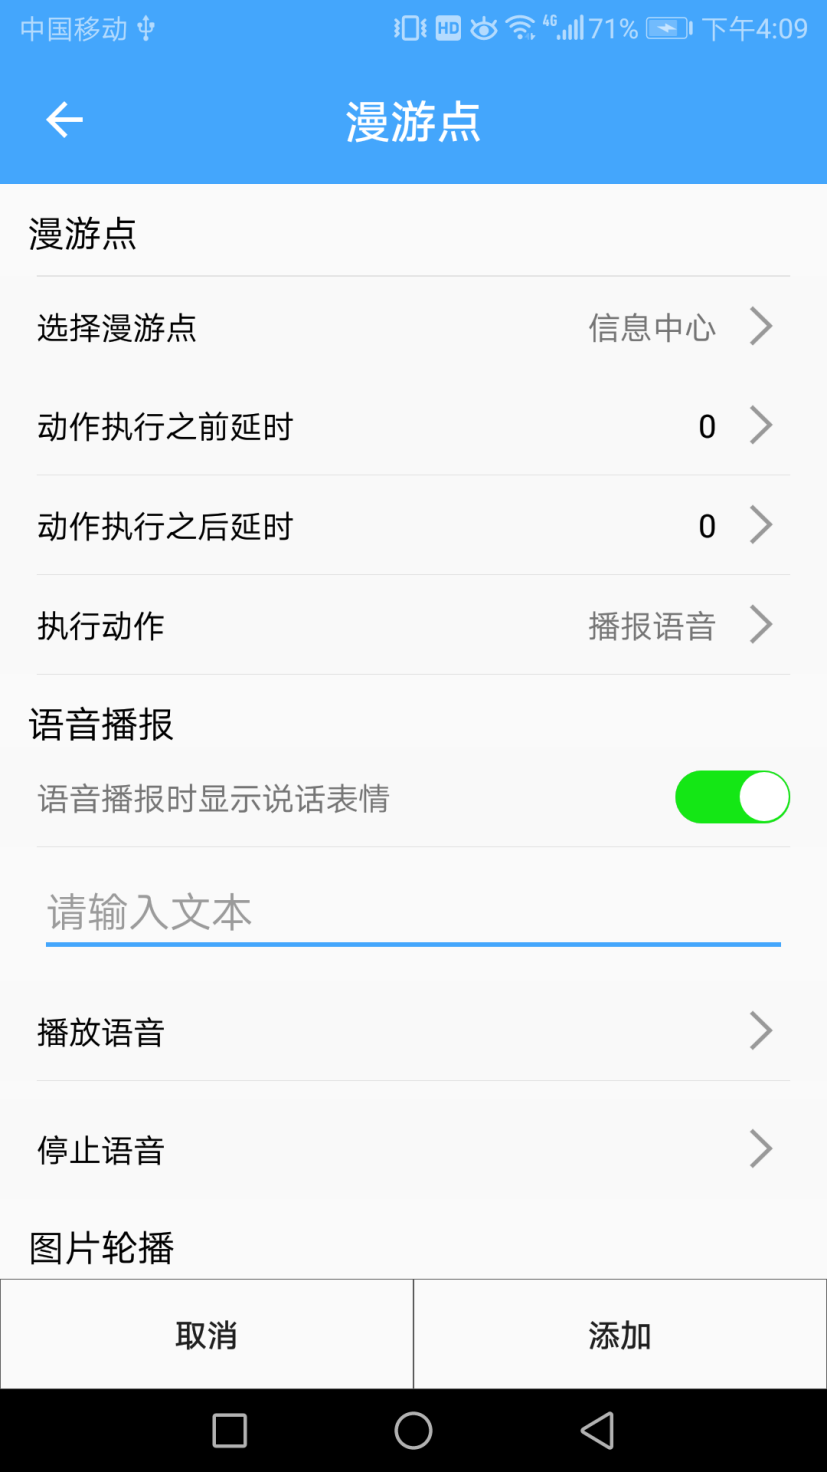 中国移动 HD 4G 71% 下午4:09
漫游点
漫游点
选择漫游点 信息中心
动作执行之前延时 0
动作执行之后延时 0
执行动作 播报语音
语音播报
语音播报时显示说话表情
请输入文本
播放语音
停止语音
图片轮播
取消 添加